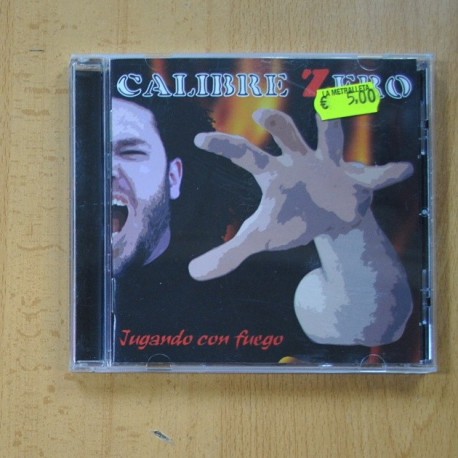 CALIBRE ZERO
LA METRALLETA
€ 5,00
Jugando con fuego